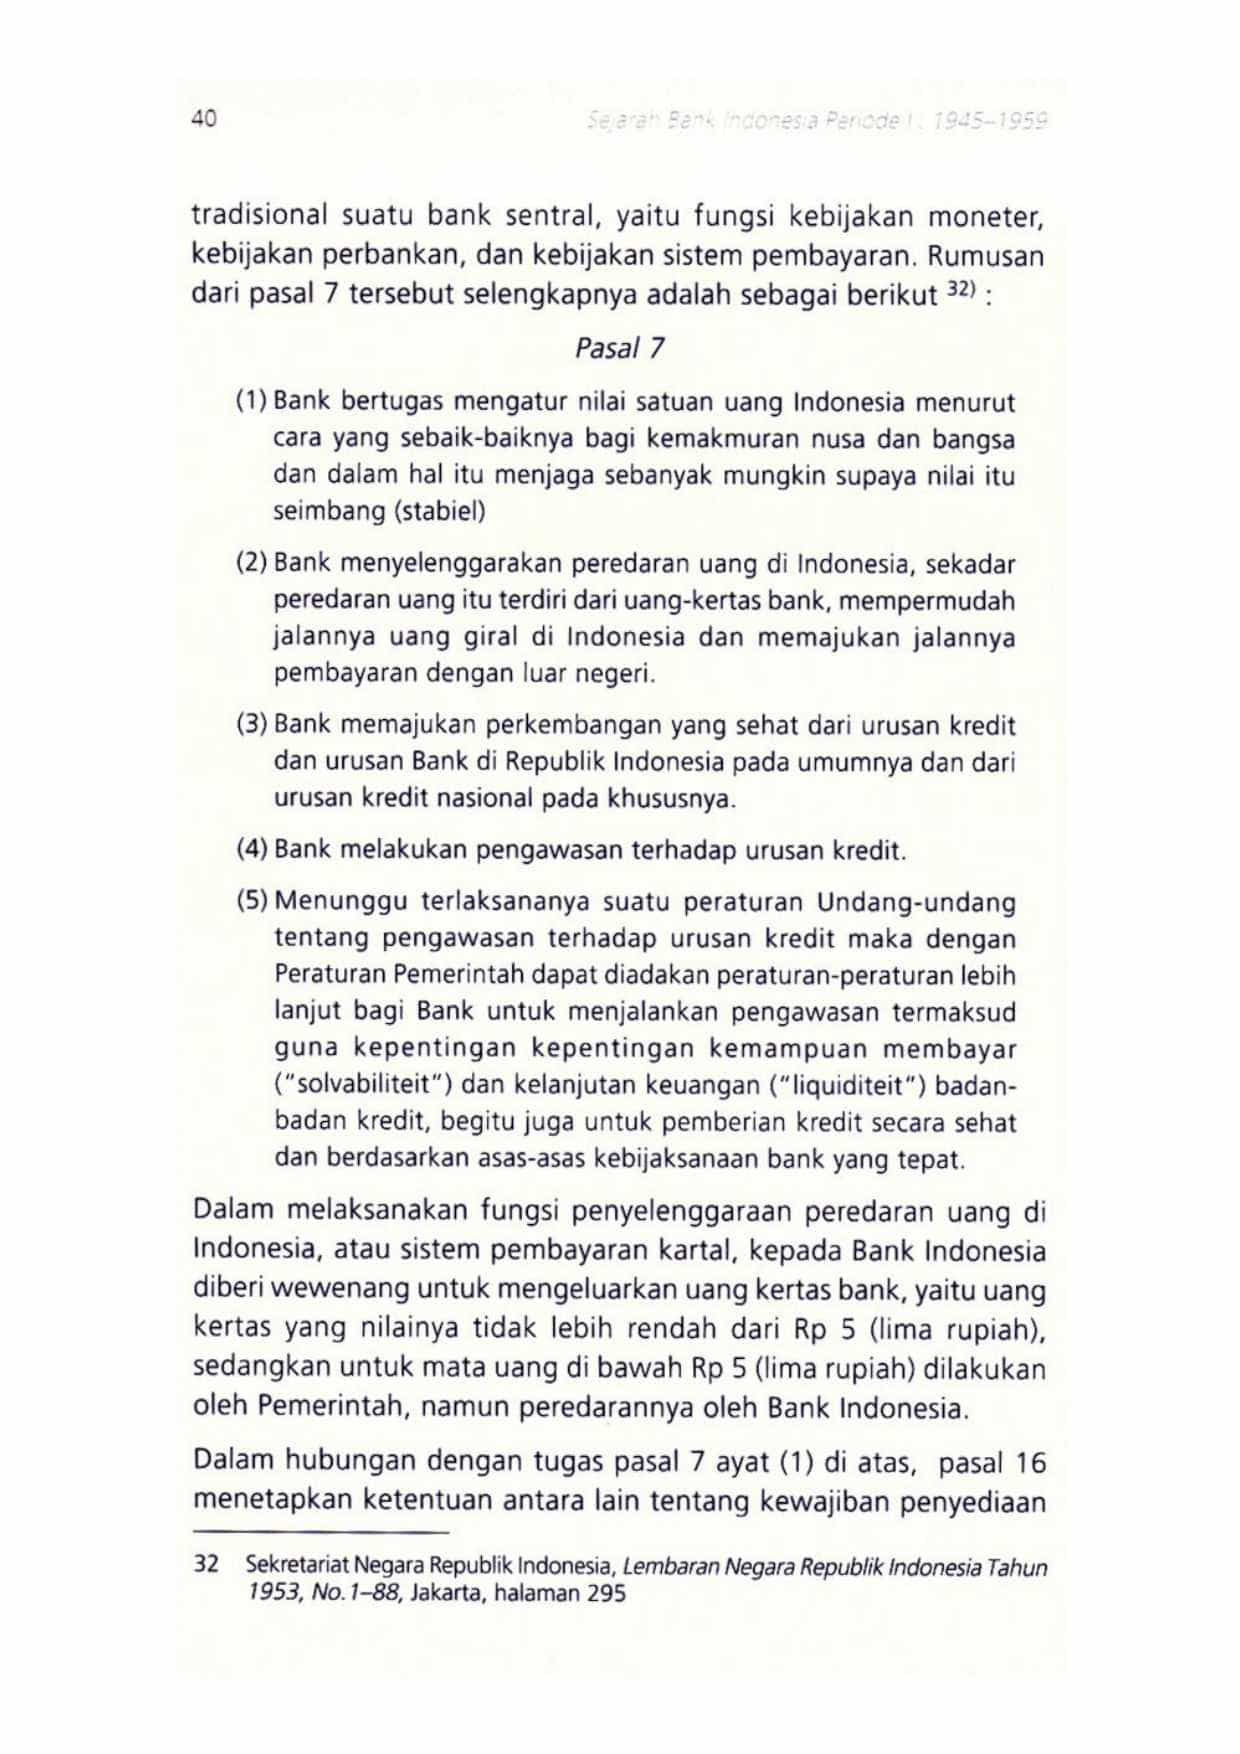 40
Sejarah Bank Indonesia Periode I : 1945–1959
tradisional suatu bank sentral, yaitu fungsi kebijakan moneter,
kebijakan perbankan, dan kebijakan sistem pembayaran. Rumusan
dari pasal 7 tersebut selengkapnya adalah sebagai berikut 32) :
Pasal 7
(1) Bank bertugas mengatur nilai satuan uang Indonesia menurut
cara yang sebaik-baiknya bagi kemakmuran nusa dan bangsa
dan dalam hal itu menjaga sebanyak mungkin supaya nilai itu
seimbang (stabiel)
(2) Bank menyelenggarakan peredaran uang di Indonesia, sekadar
peredaran uang itu terdiri dari uang-kertas bank, mempermudah
jalannya uang giral di Indonesia dan memajukan jalannya
pembayaran dengan luar negeri.
(3) Bank memajukan perkembangan yang sehat dari urusan kredit
dan urusan Bank di Republik Indonesia pada umumnya dan dari
urusan kredit nasional pada khususnya.
(4) Bank melakukan pengawasan terhadap urusan kredit.
(5) Menunggu terlaksananya suatu peraturan Undang-undang
tentang pengawasan terhadap urusan kredit maka dengan
Peraturan Pemerintah dapat diadakan peraturan-peraturan lebih
lanjut bagi Bank untuk menjalankan pengawasan termaksud
guna kepentingan kepentingan kemampuan membayar
("solvabiliteit") dan kelanjutan keuangan ("liquiditeit") badan-
badan kredit, begitu juga untuk pemberian kredit secara sehat
dan berdasarkan asas-asas kebijaksanaan bank yang tepat.
Dalam melaksanakan fungsi penyelenggaraan peredaran uang di
Indonesia, atau sistem pembayaran kartal, kepada Bank Indonesia
diberi wewenang untuk mengeluarkan uang kertas bank, yaitu uang
kertas yang nilainya tidak lebih rendah dari Rp 5 (lima rupiah),
sedangkan untuk mata uang di bawah Rp 5 (lima rupiah) dilakukan
oleh Pemerintah, namun peredarannya oleh Bank Indonesia.
Dalam hubungan dengan tugas pasal 7 ayat (1) di atas, pasal 16
menetapkan ketentuan antara lain tentang kewajiban penyediaan
32 Sekretariat Negara Republik Indonesia, Lembaran Negara Republik Indonesia Tahun
1953, No. 1–88, Jakarta, halaman 295